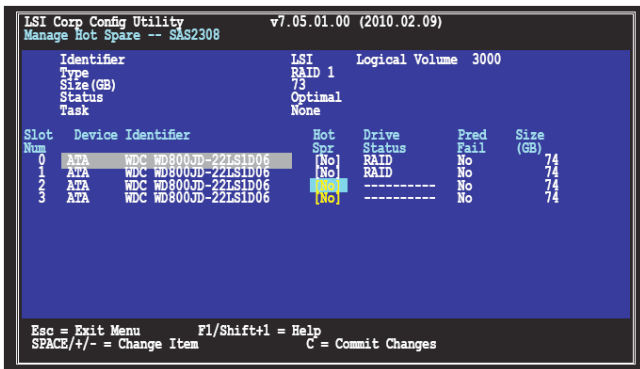 LSI Corp Config Utility v7.05.01.00 (2010.02.09)
Manage Hot Spare -- SAS2308
Identifier LSI Logical Volume 3000
Type RAID 1
Size(GB) 73
Status Optimal
Task None
Slot Device Identifier Hot Drive Pred Size
Num Spr Status Fail (GB)
0 ATA WDC WD800JD-22LS1D06 [No] RAID No 74
1 ATA WDC WD800JD-22LS1D06 [No] RAID No 74
2 ATA WDC WD800JD-22LS1D06 [No] ---------- No 74
3 ATA WDC WD800JD-22LS1D06 [No] ---------- No 74
Esc = Exit Menu F1/Shift+1 = Help
SPACE/+/- = Change Item C = Commit Changes